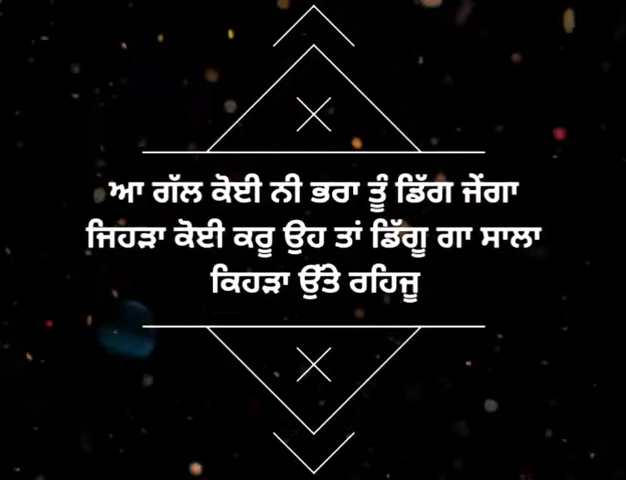 ਆ ਗੱਲ ਕੋਈ ਨੀ ਭਰਾ ਤੂੰ ਡਿੱਗ ਜੇਂਗਾ
ਜਿਹੜਾ ਕੋਈ ਕਰੂ ਉਹ ਤਾਂ ਡਿੱਗੂ ਗਾ ਸਾਲਾ
ਕਿਹੜਾ ਉੱਤੇ ਰਹਿਜੂ